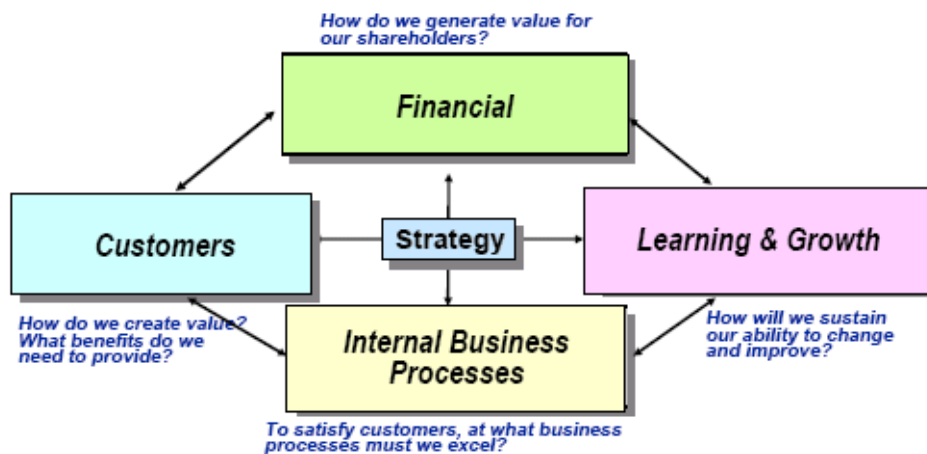 How do we generate value for
our shareholders?
Financial
Customers
Strategy
Learning & Growth
How do we create value?
What benefits do we
need to provide?
Internal Business
Processes
How will we sustain
our ability to change
and improve?
To satisfy customers, at what business
processes must we excel?